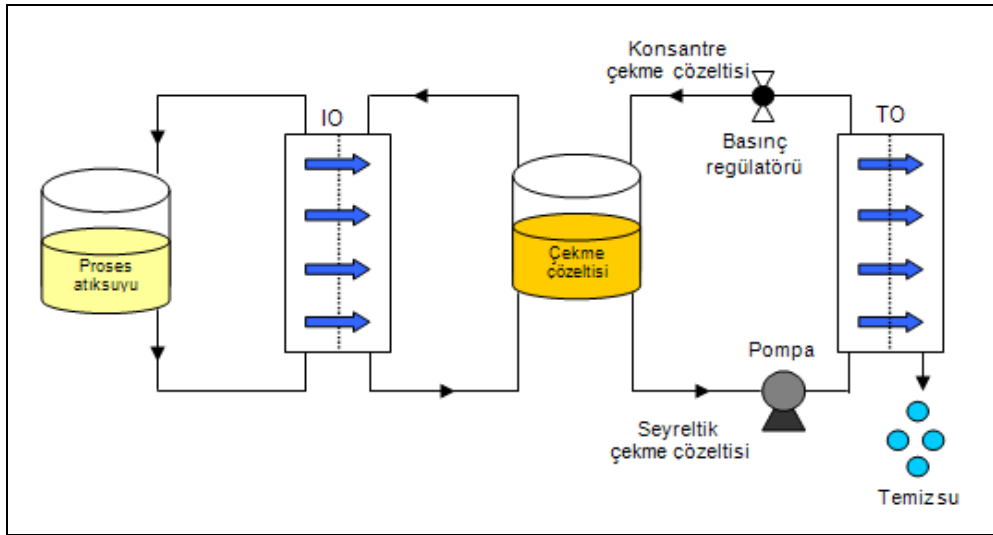 Konsantre
çekme çözeltisi
IO
TO
Basınç
regülatörü
Proses
atıksuyu
Çekme
çözeltisi
Pompa
Seyreltik
çekme çözeltisi
Temiz su